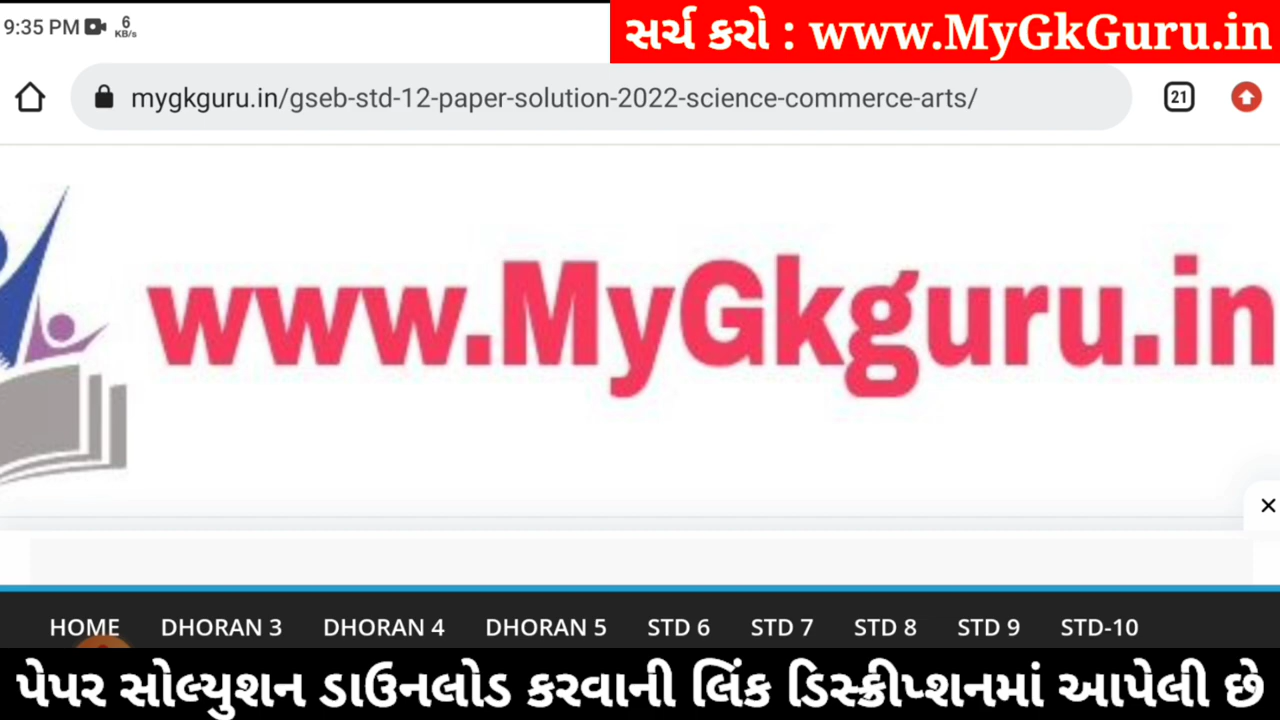 9:35 PM 6 KB/s
સર્ચ કરો : www.MyGkGuru.in
mygkguru.in/gseb-std-12-paper-solution-2022-science-commerce-arts/ 21
www.MyGkguru.in
HOME DHORAN 3 DHORAN 4 DHORAN 5 STD 6 STD 7 STD 8 STD 9 STD-10
પેપર સોલ્યુશન ડાઉનલોડ કરવાની લિંક ડિસ્ક્રીપ્શનમાં આપેલી છે